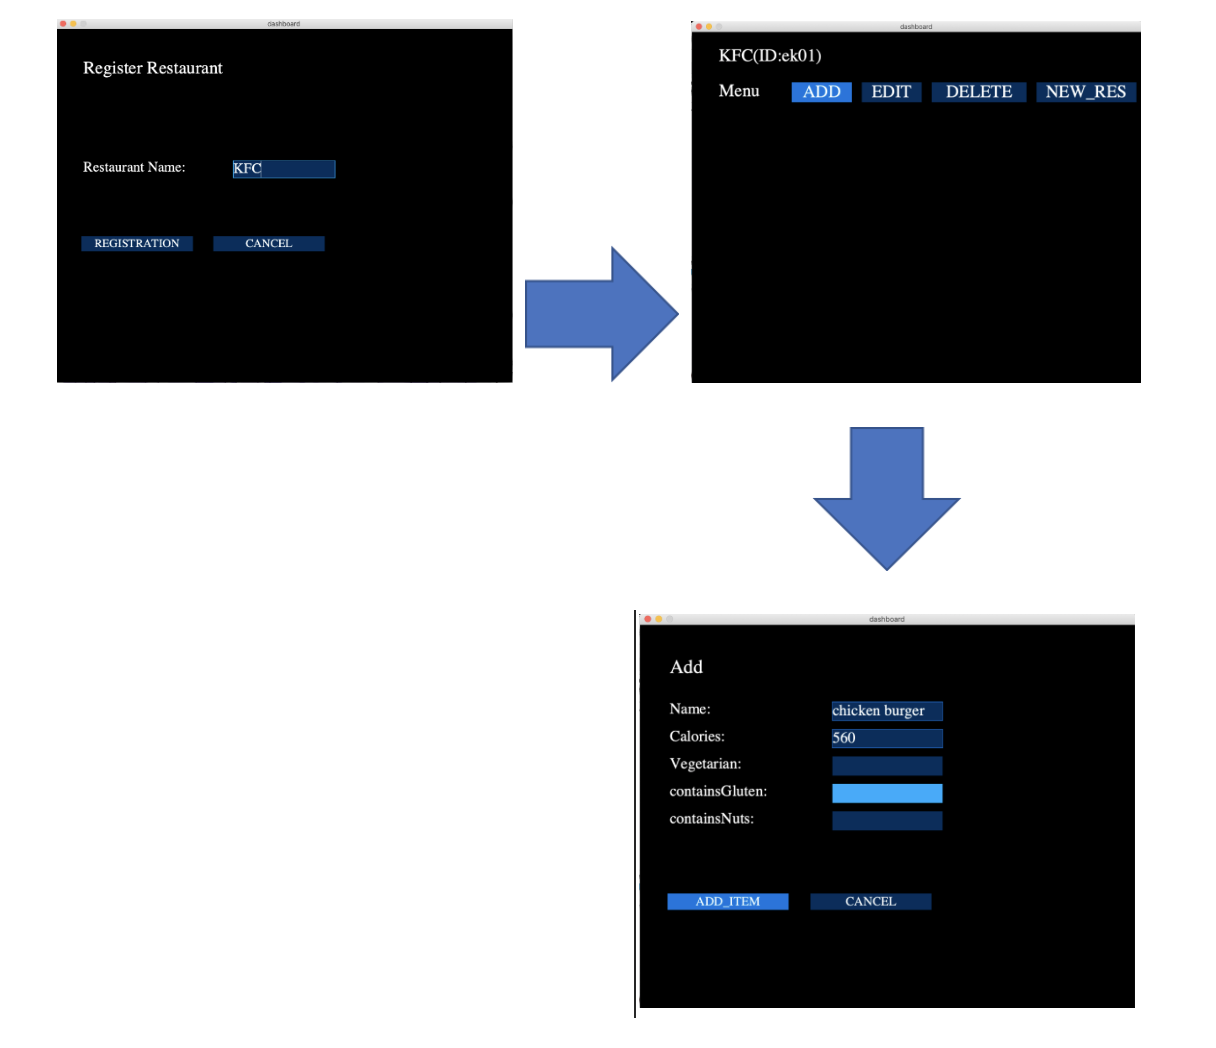 dashboard
Register Restaurant
Restaurant Name: KFC
REGISTRATION CANCEL
dashboard
KFC(ID:ek01)
Menu ADD EDIT DELETE NEW_RES
dashboard
Add
Name: chicken burger
Calories: 560
Vegetarian:
containsGluten:
containsNuts:
ADD_ITEM CANCEL